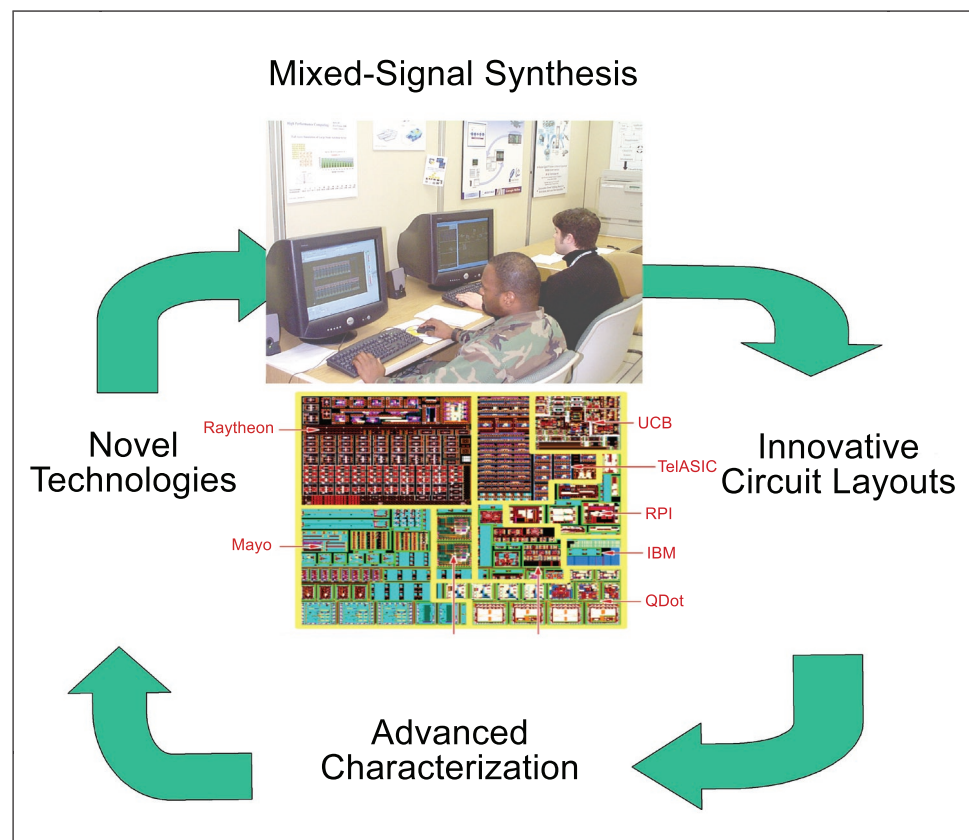 Mixed-Signal Synthesis
Novel
Technologies
Raytheon
Mayo
UCB
TelASIC
RPI
IBM
QDot
Innovative
Circuit Layouts
Advanced
Characterization